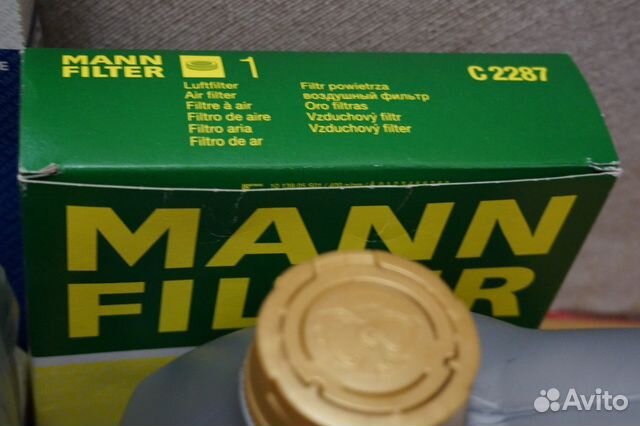 MANN
FILTER
1
C 2287
Luftfilter
Air filter
Filtre à air
Filtro de aire
Filtro aria
Filtro de ar
Filtr powietrza
воздушный фильтр
Oro filtras
Vzduchový filtr
Vzduchový filter
MANN
FILTER
Avito